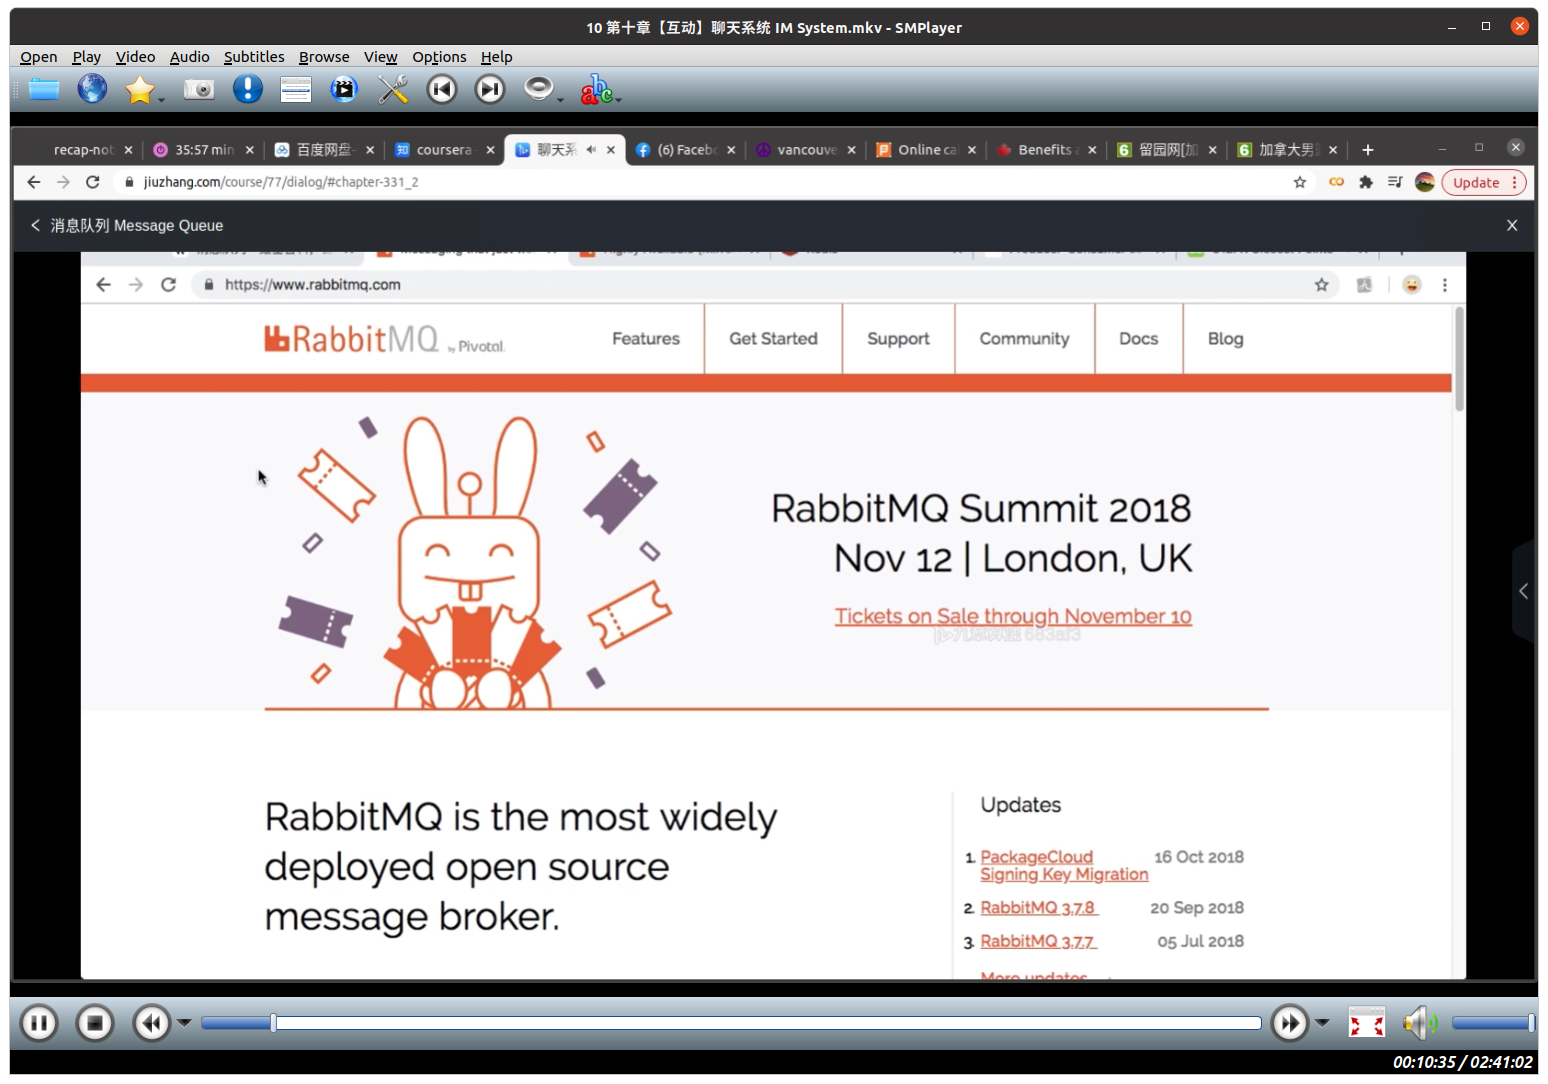 10 第十章【互动】聊天系统 IM System.mkv - SMPlayer
Open Play Video Audio Subtitles Browse View Options Help
recap-not 35:57 min 百度网盘- coursera 聊天系 (6) Facebo vancouve Online ca Benefits 留园网[加 加拿大男
jiuzhang.com/course/77/dialog/#chapter-331_2
Update
消息队列 Message Queue
https://www.rabbitmq.com
RabbitMQ by Pivotal.
Features
Get Started
Support
Community
Docs
Blog
RabbitMQ Summit 2018
Nov 12 | London, UK
Tickets on Sale through November 10
683af3
RabbitMQ is the most widely
deployed open source
message broker.
Updates
1. PackageCloud 16 Oct 2018
Signing Key Migration
2. RabbitMQ 3.7.8 20 Sep 2018
3. RabbitMQ 3.7.7 05 Jul 2018
More updates
00:10:35 / 02:41:02